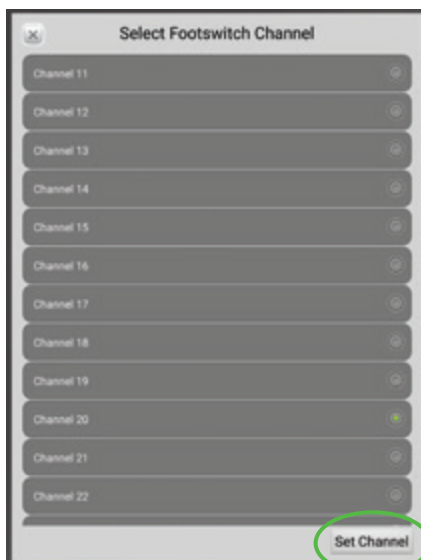 Select Footswitch Channel
Channel 11
Channel 12
Channel 13
Channel 14
Channel 15
Channel 16
Channel 17
Channel 18
Channel 19
Channel 20
Channel 21
Channel 22
Set Channel